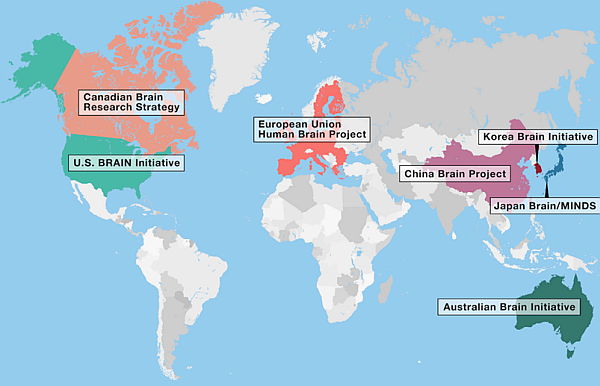 Canadian Brain
Research Strategy
U.S. BRAIN Initiative
European Union
Human Brain Project
Korea Brain Initiative
China Brain Project
Japan Brain/MINDS
Australian Brain Initiative